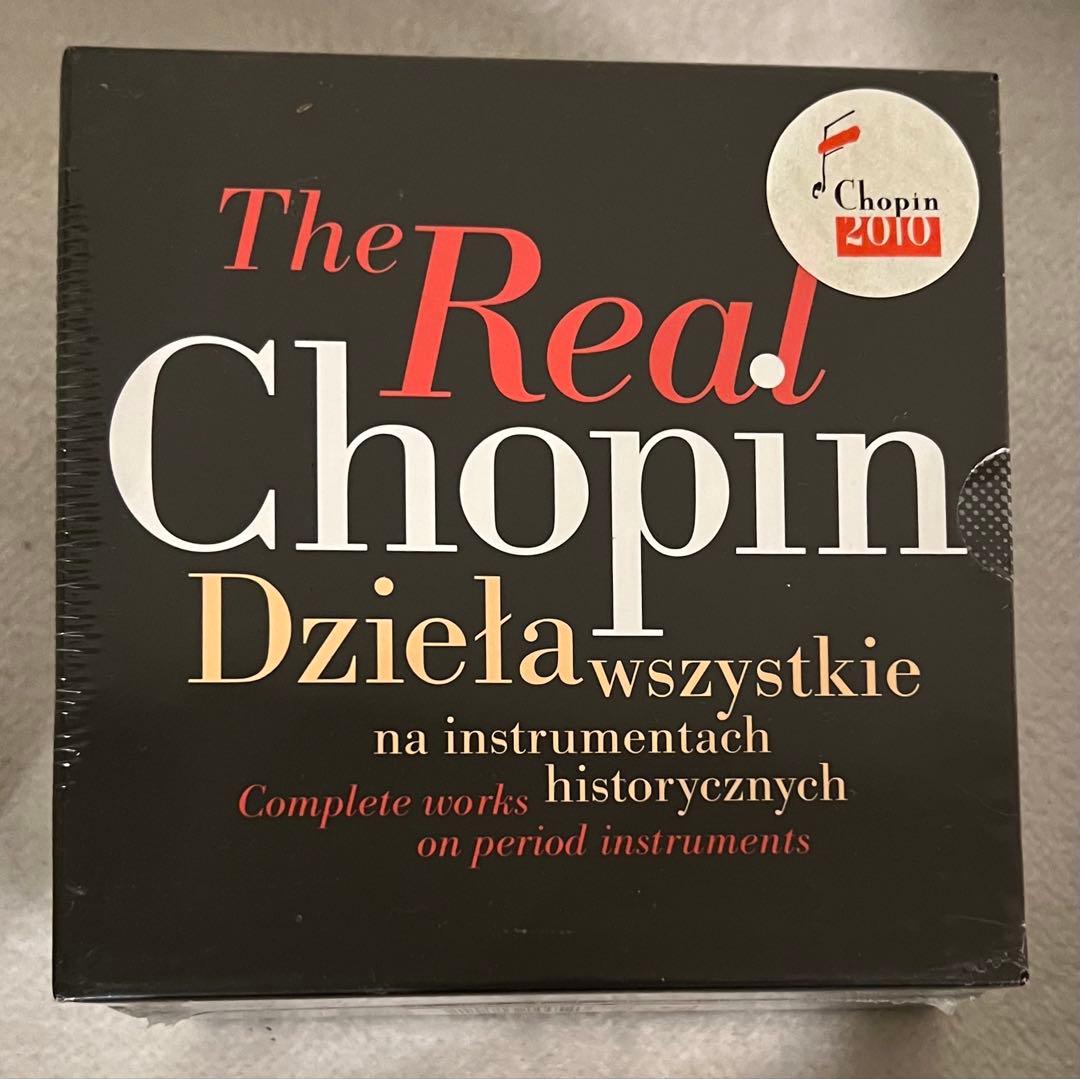 Chopin
2010
The Real
Chopin
Dzieła wszystkie
na instrumentach
historycznych
Complete works
on period instruments